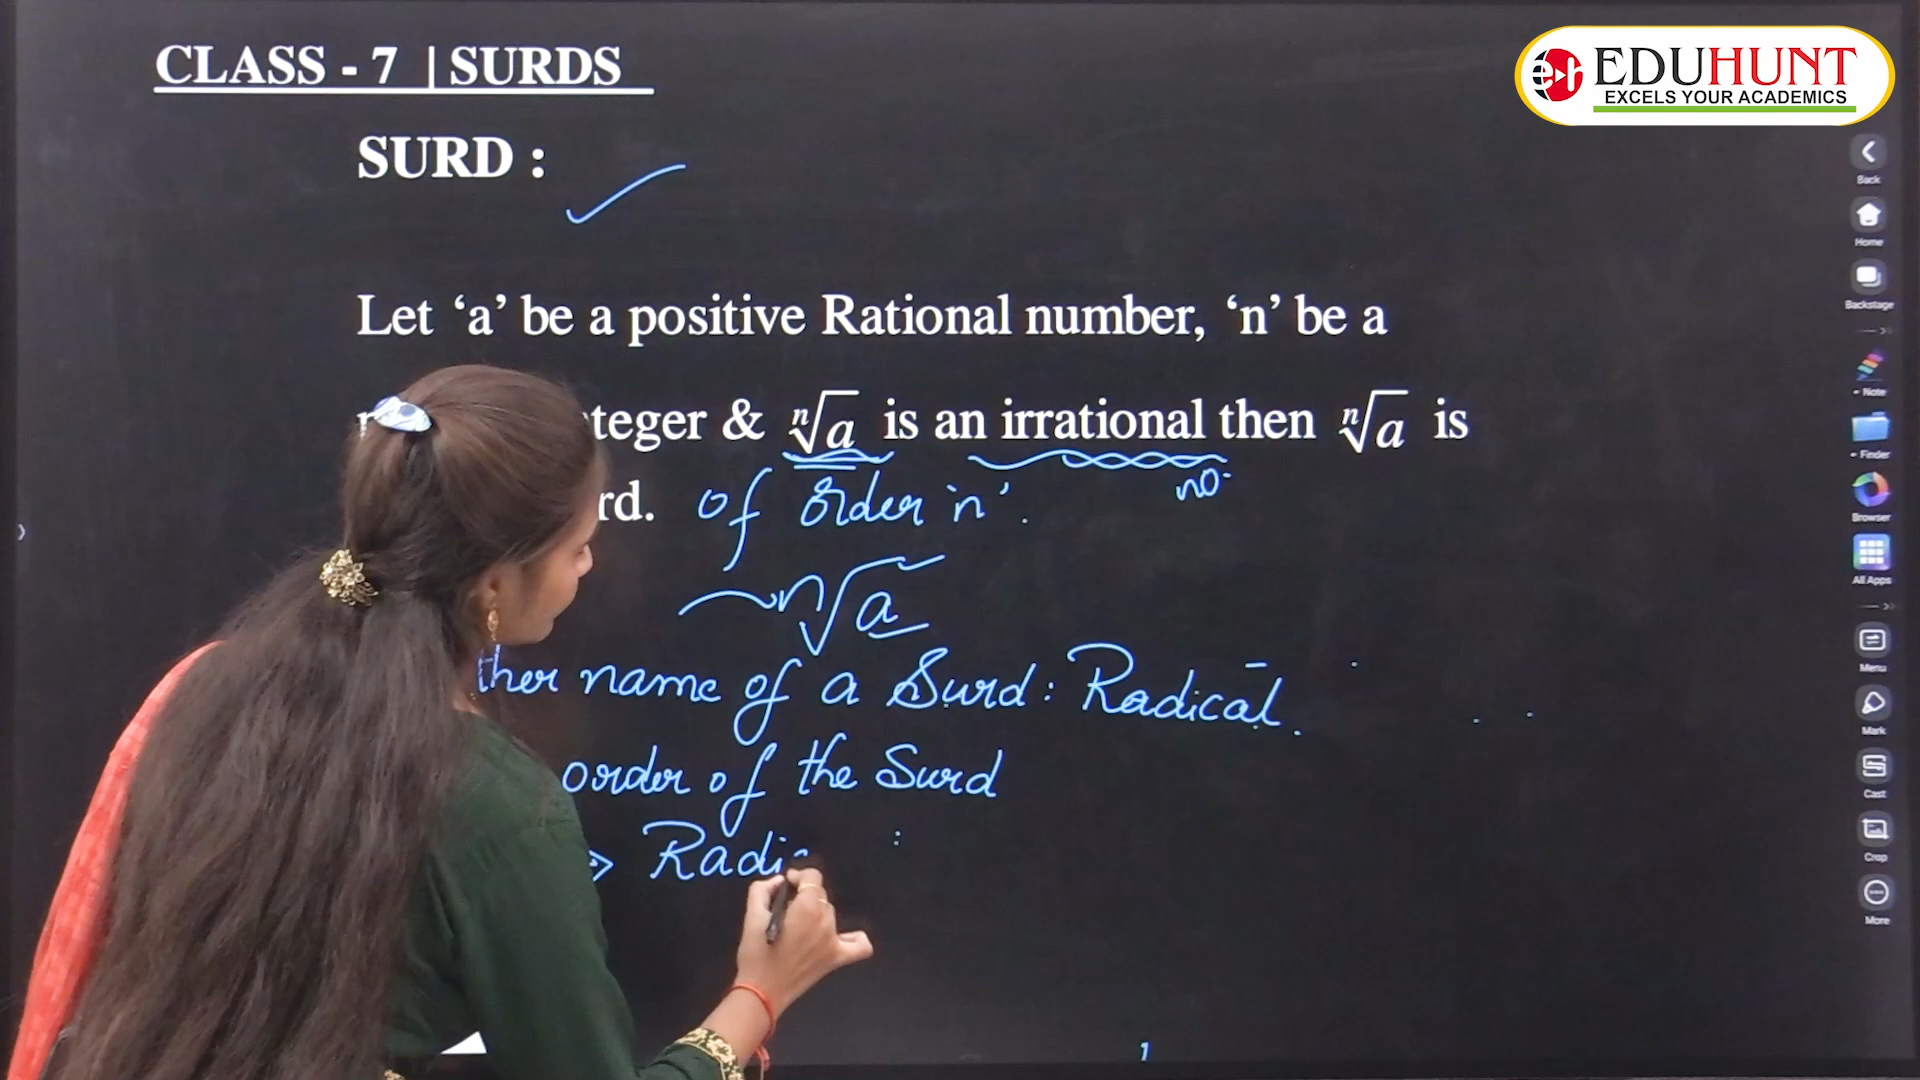 CLASS - 7 | SURDS
EDUHUNT
EXCELS YOUR ACADEMICS
SURD :
Let ‘a’ be a positive Rational number, ‘n’ be a
teger & ⁿ√a is an irrational then ⁿ√a is
no.
rd. of order ‘n’.
ⁿ√a
ther name of a Surd : Radical.
order of the Surd
⇒ Radi
1
Back
Home
Backstage
Note
Finder
Browser
All Apps
Menu
Mark
Cast
Crop
More